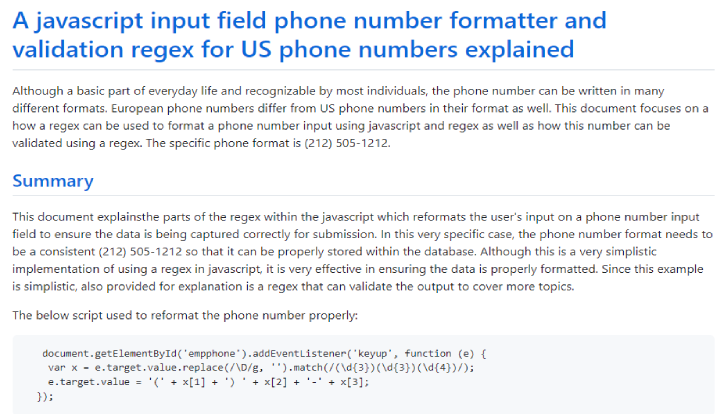 A javascript input field phone number formatter and
validation regex for US phone numbers explained
Although a basic part of everyday life and recognizable by most individuals, the phone number can be written in many
different formats. European phone numbers differ from US phone numbers in their format as well. This document focuses on a
how a regex can be used to format a phone number input using javascript and regex as well as how this number can be
validated using a regex. The specific phone format is (212) 505-1212.
Summary
This document explainsthe parts of the regex within the javascript which reformats the user's input on a phone number input
field to ensure the data is being captured correctly for submission. In this very specific case, the phone number format needs to
be a consistent (212) 505-1212 so that it can be properly stored within the database. Although this is a very simplistic
implementation of using a regex in javascript, it is very effective in ensuring the data is properly formatted. Since this example
is simplistic, also provided for explanation is a regex that can validate the output to cover more topics.
The below script used to reformat the phone number properly:
document.getElementById('empphone').addEventListener('keyup', function (e) {
var x = e.target.value.replace(/\D/g, '').match(/(\d{3})(\d{3})(\d{4})/);
e.target.value = '(' + x[1] + ') ' + x[2] + '-' + x[3];
});